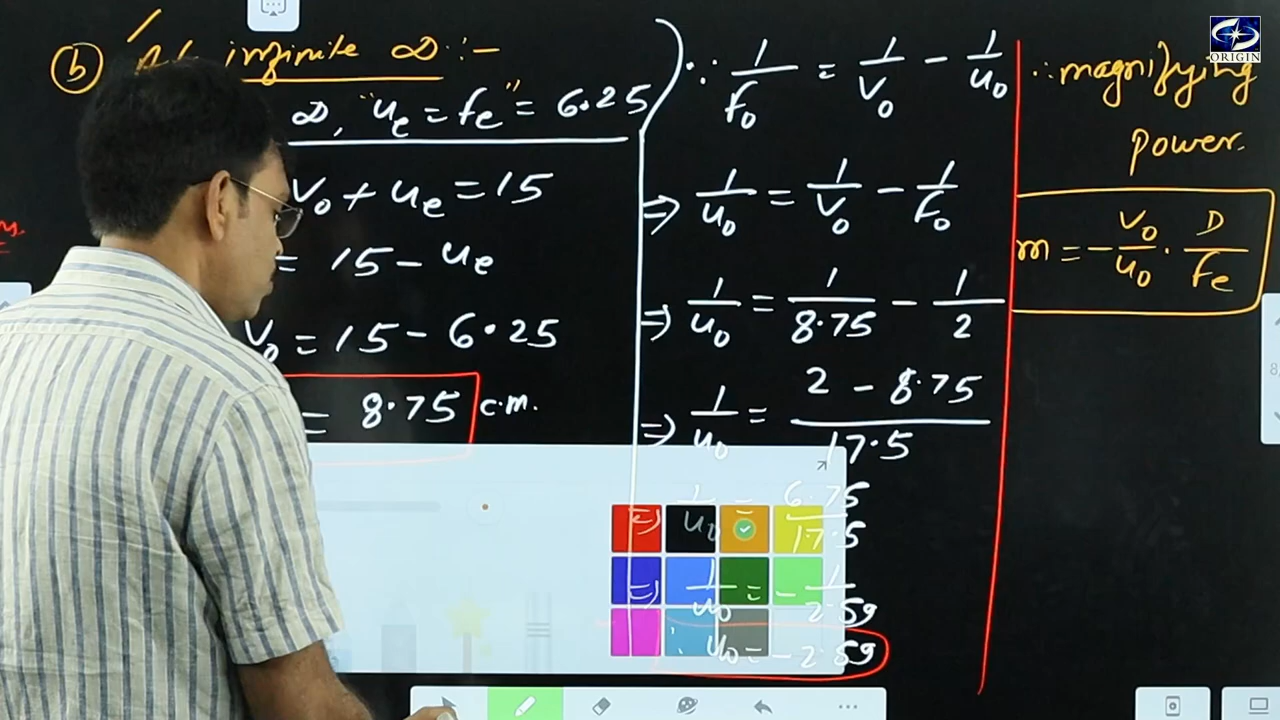 (b) At infinite ∞ :-
∞, "ue = fe" = 6.25
V0 + ue = 15
= 15 - ue
V0 = 15 - 6.25
= 8.75 c.m.
∵ 1/f0 = 1/V0 - 1/u0
⇒ 1/u0 = 1/V0 - 1/f0
⇒ 1/u0 = 1/8.75 - 1/2
⇒ 1/u0 = 2 - 8.75/17.5
⇒ 1/u0 = 6.75/17.5
⇒ 1/u0 = - 1/2.59
∴ u0 = -2.59
∴ magnifying
power.
m = - V0/u0 · D/fe
ORIGIN